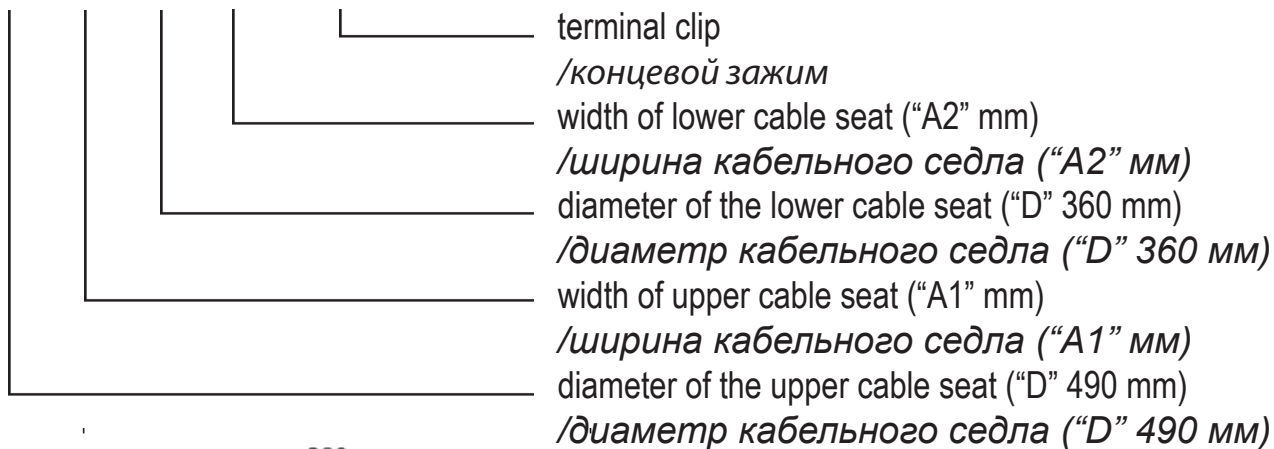 terminal clip
/концевой зажим
width of lower cable seat (“A2” mm)
/ширина кабельного седла (“А2” мм)
diameter of the lower cable seat (“D” 360 mm)
/диаметр кабельного седла (“D” 360 мм)
width of upper cable seat (“A1” mm)
/ширина кабельного седла (“А1” мм)
diameter of the upper cable seat (“D” 490 mm)
/диаметр кабельного седла (“D” 490 мм)